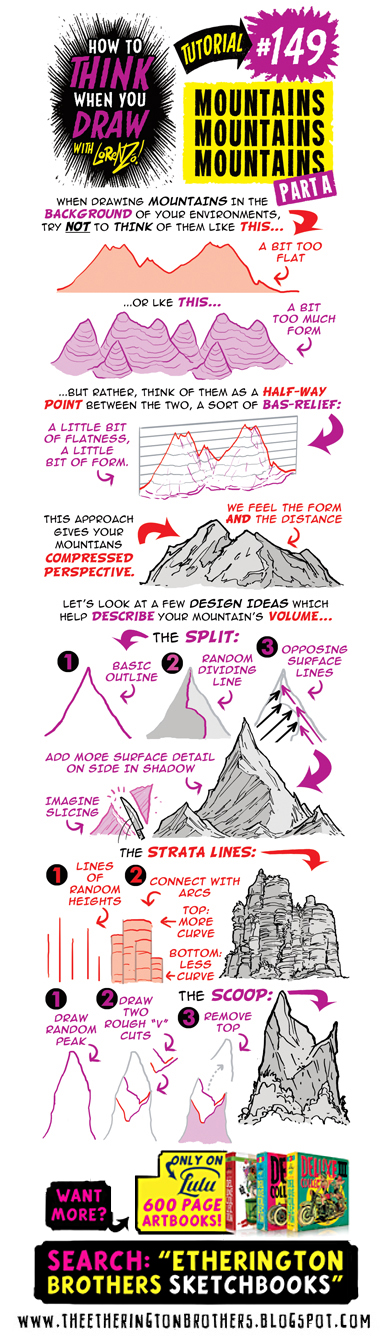 HOW TO
THINK
WHEN YOU
DRAW
WITH LORENZO!
TUTORIAL #149
MOUNTAINS
MOUNTAINS
MOUNTAINS
PART A
WHEN DRAWING MOUNTAINS IN THE
BACKGROUND OF YOUR ENVIRONMENTS,
TRY NOT TO THINK OF THEM LIKE THIS...
A BIT TOO
FLAT
...OR LKE THIS...
A BIT
TOO MUCH
FORM
...BUT RATHER, THINK OF THEM AS A HALF-WAY
POINT BETWEEN THE TWO, A SORT OF BAS-RELIEF:
A LITTLE BIT
OF FLATNESS,
A LITTLE
BIT OF FORM.
THIS APPROACH
GIVES YOUR
MOUNTIANS
COMPRESSED
PERSPECTIVE.
WE FEEL THE FORM
AND THE DISTANCE
LET'S LOOK AT A FEW DESIGN IDEAS WHICH
HELP DESCRIBE YOUR MOUNTAIN'S VOLUME...
THE SPLIT:
1
BASIC
OUTLINE
2
RANDOM
DIVIDING
LINE
3
OPPOSING
SURFACE
LINES
ADD MORE SURFACE DETAIL
ON SIDE IN SHADOW
IMAGINE
SLICING
THE STRATA LINES:
1
LINES
OF
RANDOM
HEIGHTS
2
CONNECT WITH
ARCS
TOP:
MORE
CURVE
BOTTOM:
LESS
CURVE
THE SCOOP:
1
DRAW
RANDOM
PEAK
2
DRAW
TWO
ROUGH "V"
CUTS
3
REMOVE
TOP
WANT
MORE?
ONLY ON
Lulu
600 PAGE
ARTBOOKS!
DELUXE III
SEARCH: "ETHERINGTON
BROTHERS SKETCHBOOKS"
WWW.THEETHERINGTONBROTHERS.BLOGSPOT.COM